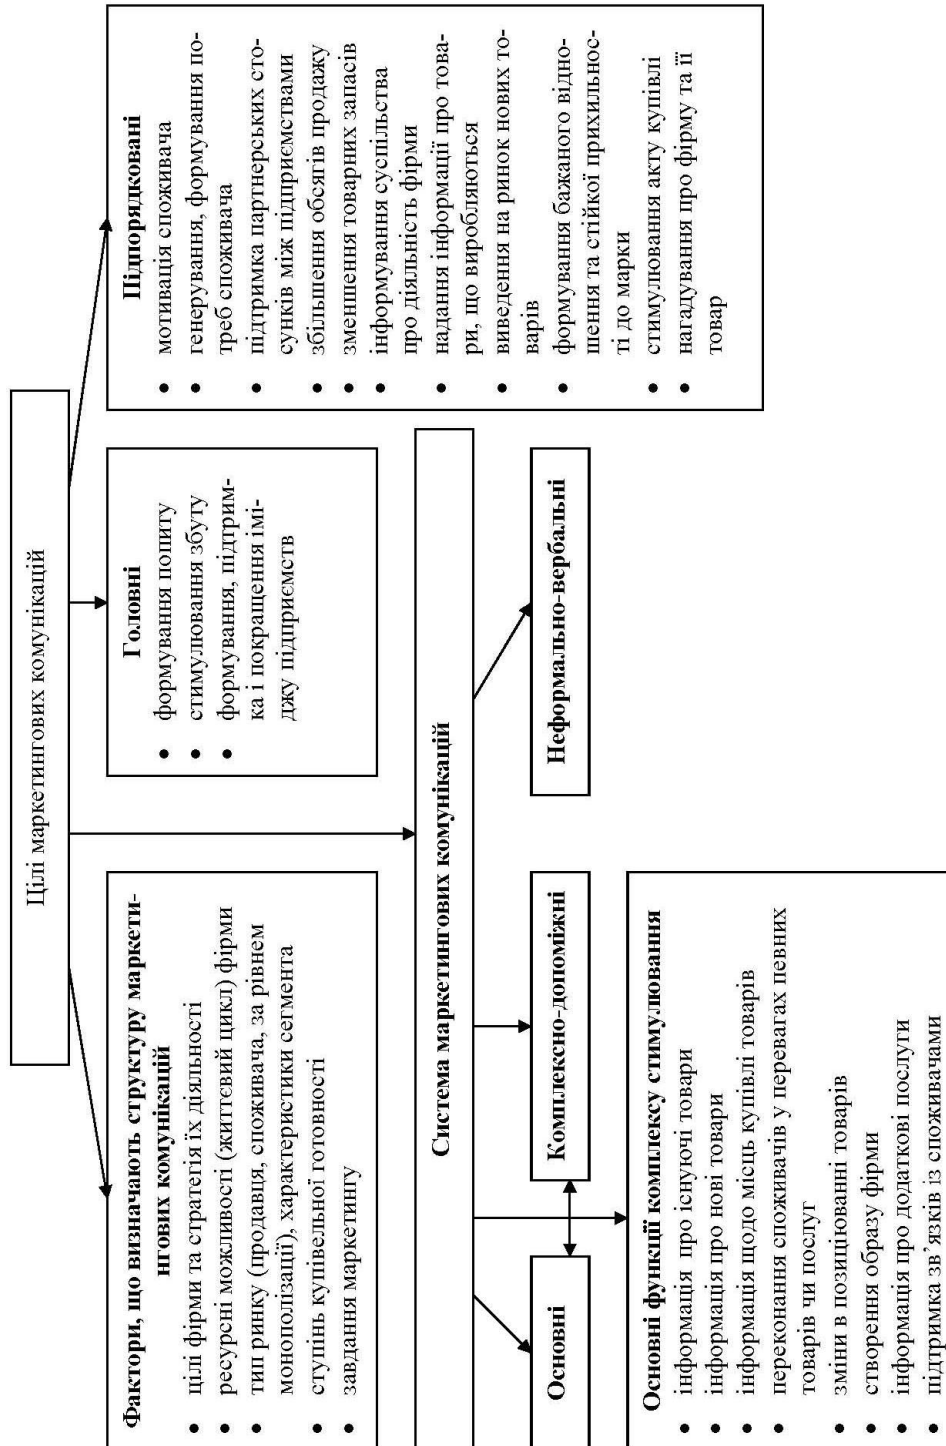 Цілі маркетингових комунікацій
Фактори, що визначають структуру маркети-
нгових комунікацій
● цілі фірми та стратегія їх діяльності
● ресурсні можливості (життєвий цикл) фірми
● тип ринку (продавця, споживача, за рівнем
монополізації), характеристики сегмента
● ступінь купівельної готовності
● завдання маркетингу
Головні
● формування попиту
● стимулювання збуту
● формування, підтрим-
ка і покращення імі-
джу підприємств
Підпорядковані
● мотивація споживача
● генерування, формування по-
треб споживача
● підтримка партнерських сто-
сунків між підприємствами
● збільшення обсягів продажу
● зменшення товарних запасів
● інформування суспільства
про діяльність фірми
● надання інформації про това-
ри, що виробляються
● виведення на ринок нових то-
варів
● формування бажаного відно-
шення та стійкої прихильнос-
ті до марки
● стимулювання акту купівлі
● нагадування про фірму та її
товар
Система маркетингових комунікацій
Основні
Комплексно-допоміжні
Неформально-вербальні
Основні функції комплексу стимулювання
● інформація про існуючі товари
● інформація про нові товари
● інформація щодо місць купівлі товарів
● переконання споживачів у перевагах певних
товарів чи послуг
● зміни в позиціюванні товарів
● створення образу фірми
● інформація про додаткові послуги
● підтримка зв’язків із споживачами